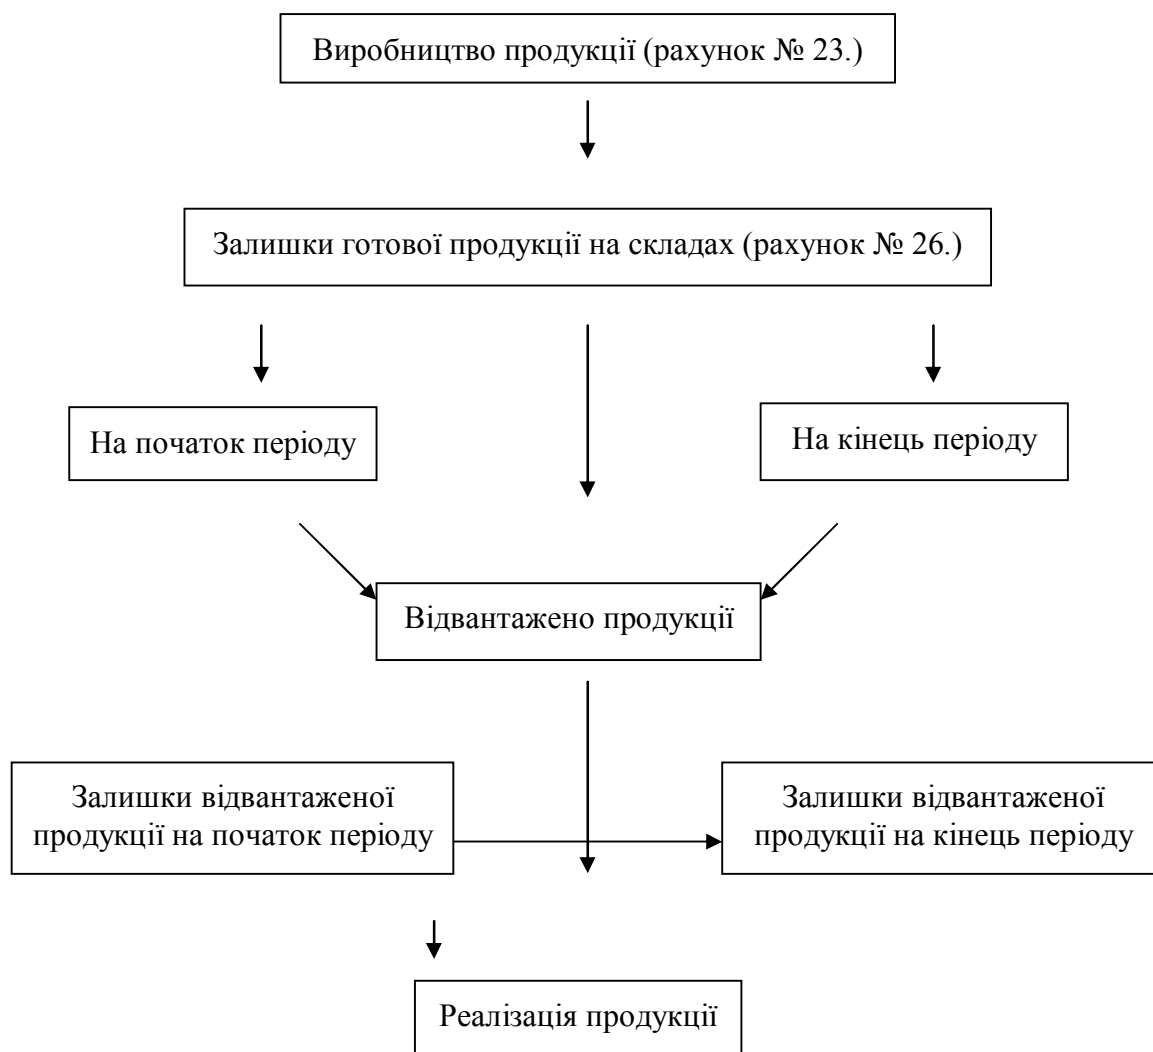 Виробництво продукції (рахунок № 23.)
Залишки готової продукції на складах (рахунок № 26.)
На початок періоду
На кінець періоду
Відвантажено продукції
Залишки відвантаженої
продукції на початок періоду
Залишки відвантаженої
продукції на кінець періоду
Реалізація продукції